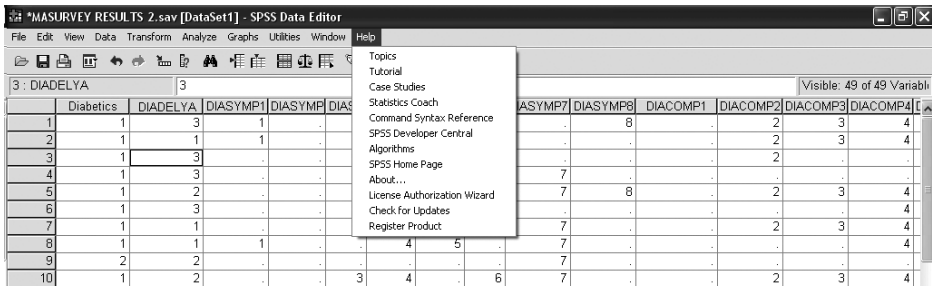 *MASURVEY RESULTS 2.sav [DataSet1] - SPSS Data Editor
File Edit View Data Transform Analyze Graphs Utilities Window Help
3 : DIADELYA 3 Visible: 49 of 49 Variabl
Topics
Tutorial
Case Studies
Statistics Coach
Command Syntax Reference
SPSS Developer Central
Algorithms
SPSS Home Page
About...
License Authorization Wizard
Check for Updates
Register Product
Diabetics DIADELYA DIASYMP1 DIASYMP DIAS IASYMP7 DIASYMP8 DIACOMP1 DIACOMP2 DIACOMP3 DIACOMP4 D
1 1 3 1 . . 8 . 2 3 4
2 1 1 1 . . . . 2 3 4
3 1 3 . . . . . 2 . .
4 1 3 . . 7 . . . . .
5 1 2 . . 7 8 . 2 3 4
6 1 3 . . . . . . . 4
7 1 1 . . 7 . . 2 3 4
8 1 1 1 . . 4 5 . 7 . . . . 4
9 2 2 . . . . . . 7 . . . . .
10 1 2 . . 3 4 . 6 7 . . 2 3 4